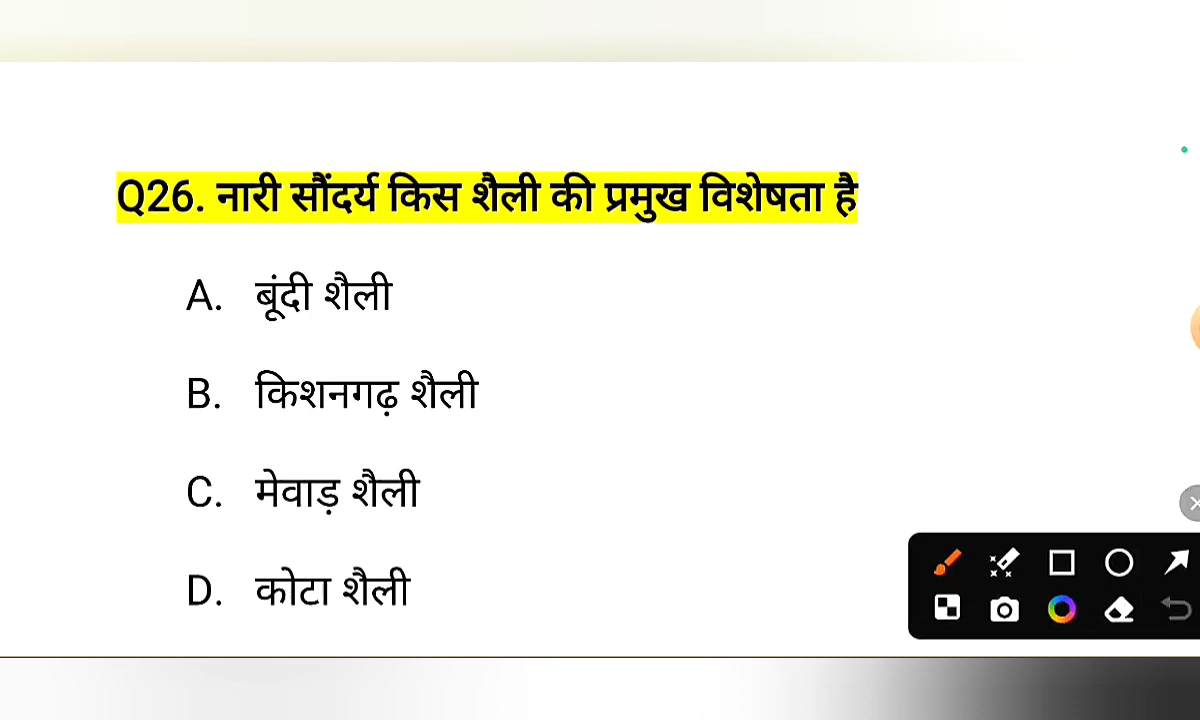 Q26. नारी सौंदर्य किस शैली की प्रमुख विशेषता है
A. बूंदी शैली
B. किशनगढ़ शैली
C. मेवाड़ शैली
D. कोटा शैली